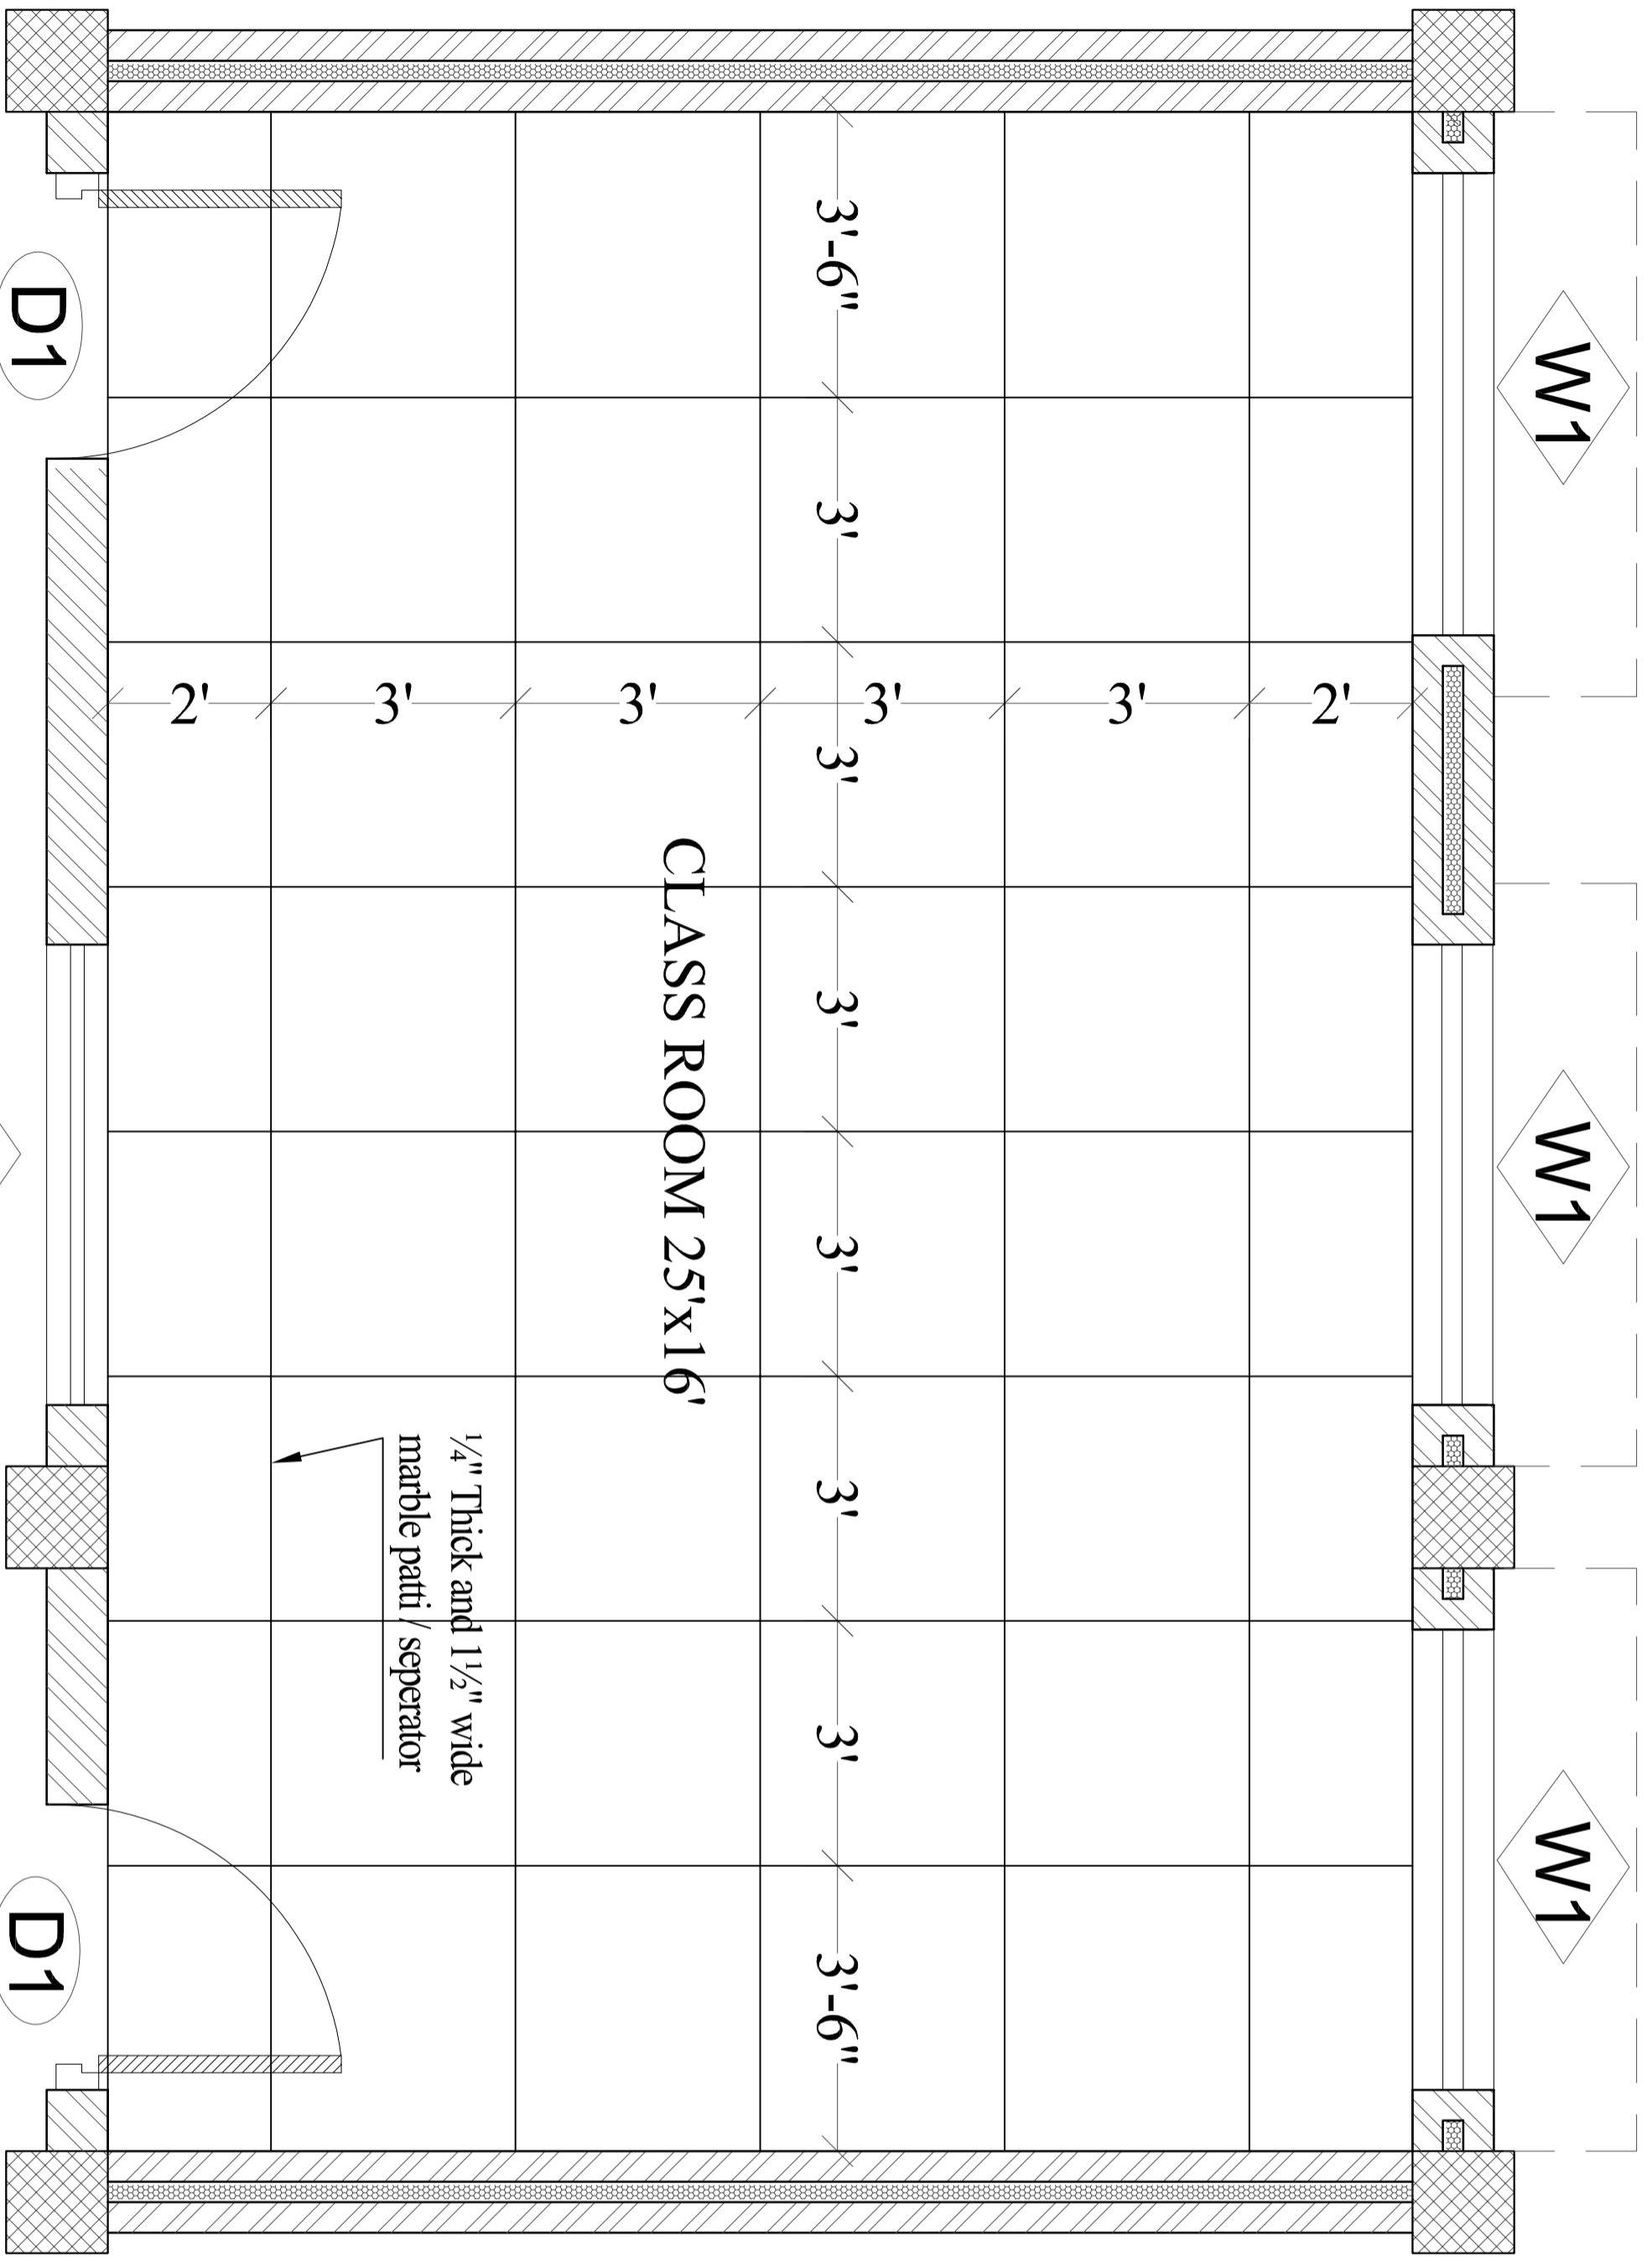 W1
W1
W1
3'-6"
3'
3'
3'
3'
3'
3'
3'-6"
2'
3'
3'
3'
3'
2'
CLASS ROOM 25'x16'
¼" Thick and 1½" wide
marble patti / seperator
D1
D1